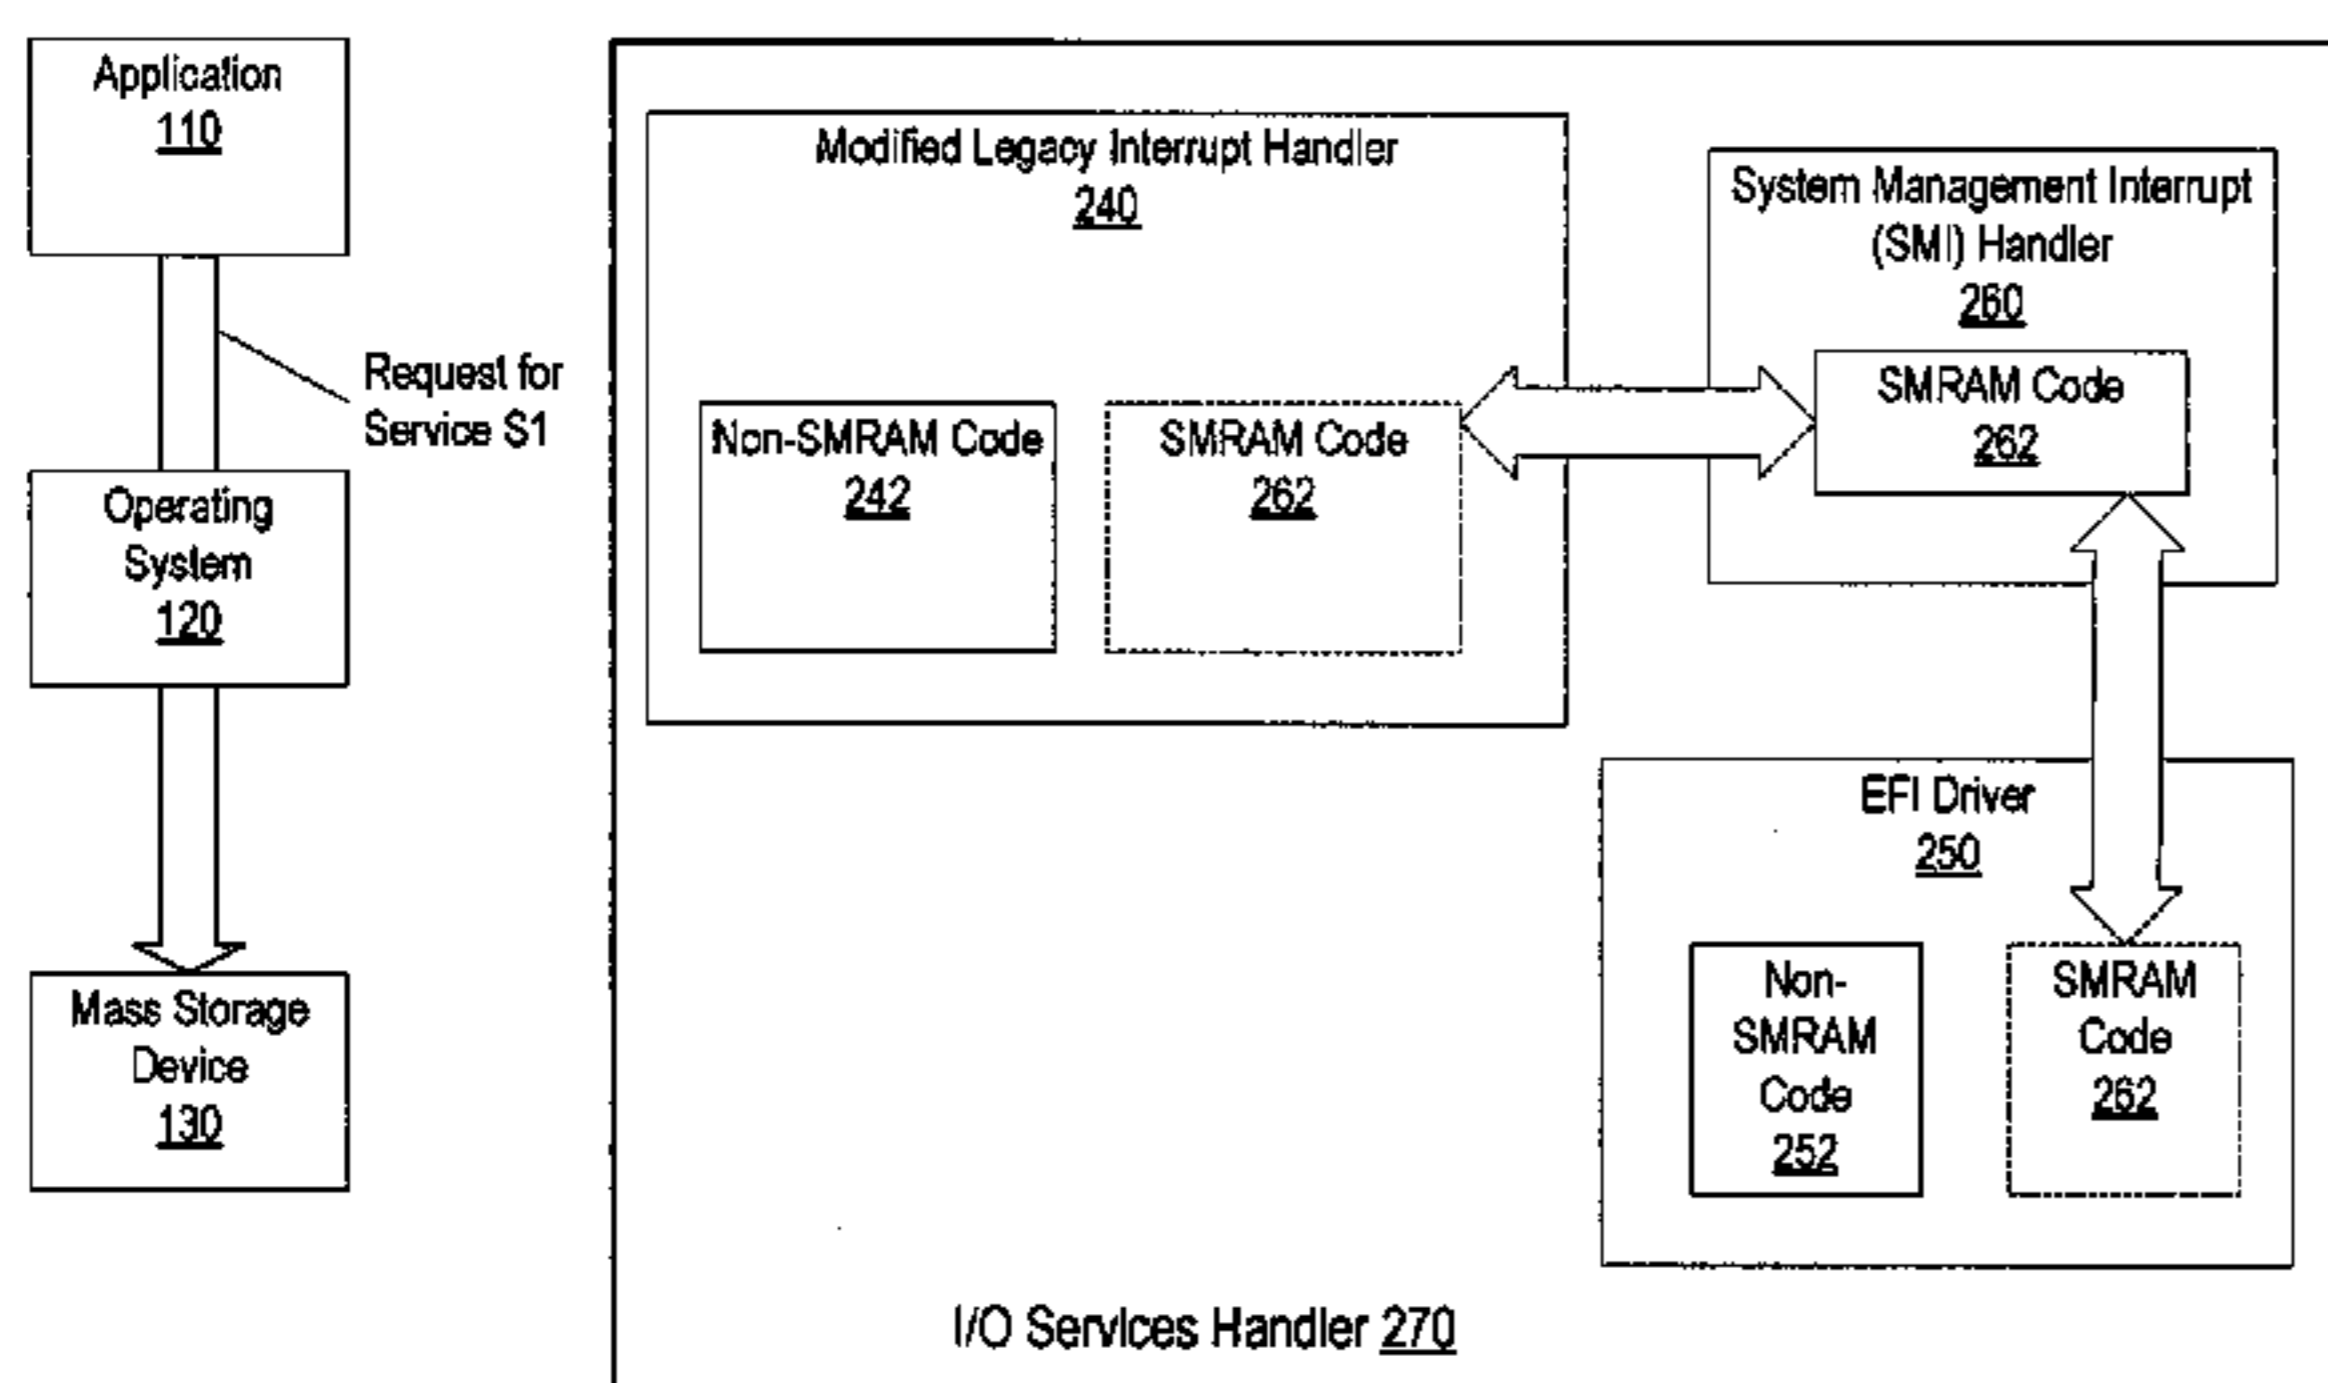 Application
110
Request for
Service S1
Operating
System
120
Mass Storage
Device
130
Modified Legacy Interrupt Handler
240
Non-SMRAM Code
242
SMRAM Code
262
System Management Interrupt
(SMI) Handler
260
SMRAM Code
262
EFI Driver
250
Non-
SMRAM
Code
252
SMRAM
Code
262
I/O Services Handler 270